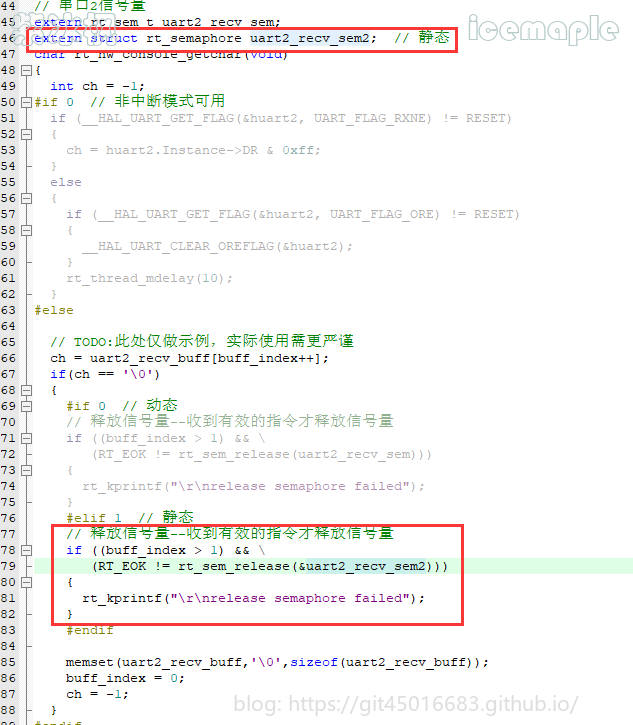 44 // 串口2信号量
45 extern rt_sem_t uart2_recv_sem;
46 extern struct rt_semaphore uart2_recv_sem2;  // 静态
icemaple
47 char rt_hw_console_getchar(void)
48 {
49   int ch = -1;
50 #if 0  // 非中断模式可用
51   if (__HAL_UART_GET_FLAG(&huart2, UART_FLAG_RXNE) != RESET)
52   {
53     ch = huart2.Instance->DR & 0xff;
54   }
55   else
56   {
57     if (__HAL_UART_GET_FLAG(&huart2, UART_FLAG_ORE) != RESET)
58     {
59       __HAL_UART_CLEAR_OREFLAG(&huart2);
60     }
61     rt_thread_mdelay(10);
62   }
63 #else
64
65   // TODO:此处仅做示例，实际使用需更严谨
66   ch = uart2_recv_buff[buff_index++];
67   if(ch == '\0')
68   {
69     #if 0  // 动态
70     // 释放信号量--收到有效的指令才释放信号量
71     if ((buff_index > 1) && \
72        (RT_EOK != rt_sem_release(uart2_recv_sem)))
73     {
74       rt_kprintf("\r\nrelease semaphore failed");
75     }
76     #elif 1  // 静态
77     // 释放信号量--收到有效的指令才释放信号量
78     if ((buff_index > 1) && \
79        (RT_EOK != rt_sem_release(&uart2_recv_sem2)))
80     {
81       rt_kprintf("\r\nrelease semaphore failed");
82     }
83     #endif
84
85     memset(uart2_recv_buff,'\0',sizeof(uart2_recv_buff));
86     buff_index = 0;
87     ch = -1;
88   }
blog: https://git45016683.github.io/
89 #endif